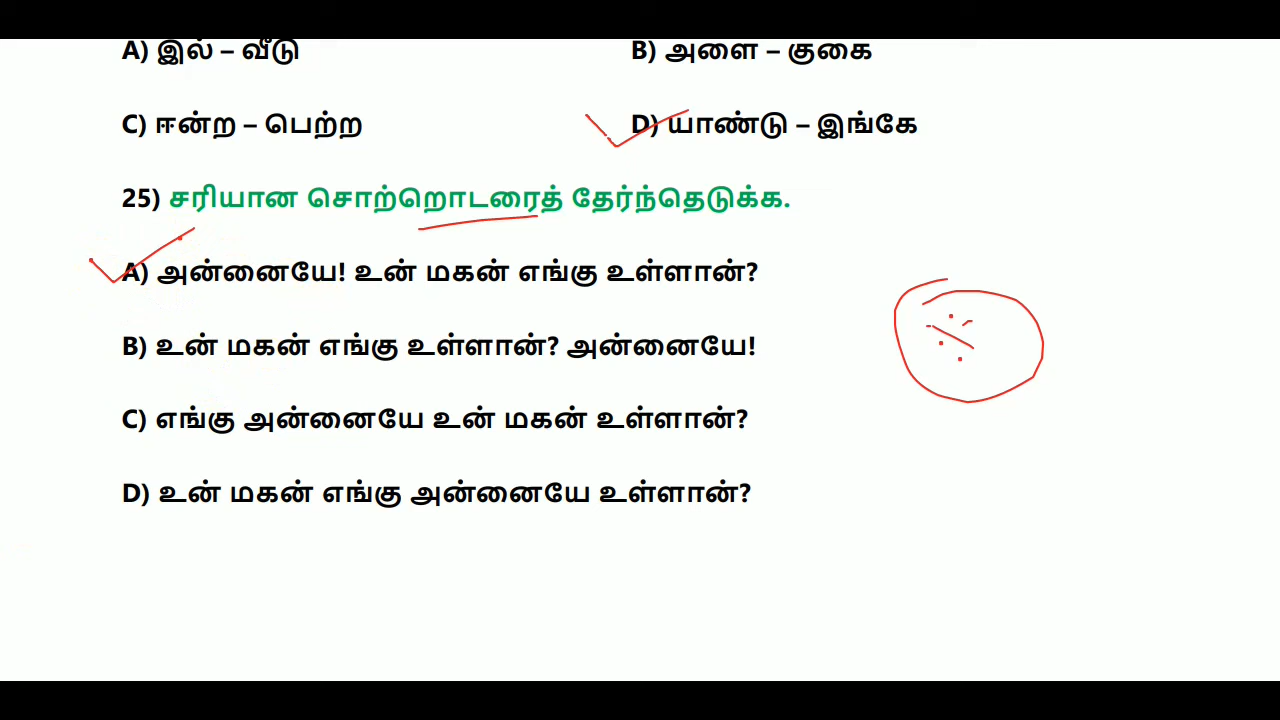 A) இல் – வீடு B) அளை – குகை
C) ஈன்ற – பெற்ற D) யாண்டு – இங்கே
25) சரியான சொற்றொடரைத் தேர்ந்தெடுக்க.
A) அன்னையே! உன் மகன் எங்கு உள்ளான்?
B) உன் மகன் எங்கு உள்ளான்? அன்னையே!
C) எங்கு அன்னையே உன் மகன் உள்ளான்?
D) உன் மகன் எங்கு அன்னையே உள்ளான்?